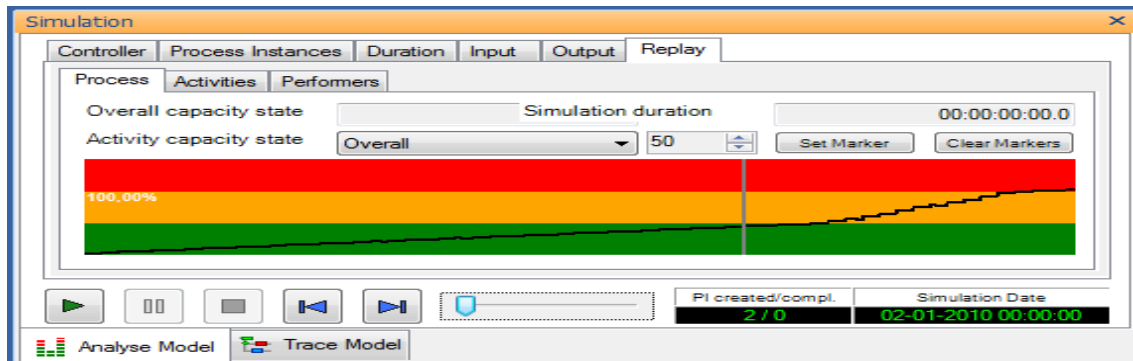 Simulation
Controller Process Instances Duration Input Output Replay
Process Activities Performers
Overall capacity state Simulation duration 00:00:00:00.0
Activity capacity state Overall 50 Set Marker Clear Markers
100,00%
PI created/compl. Simulation Date
2 / 0 02-01-2010 00:00:00
Analyse Model Trace Model